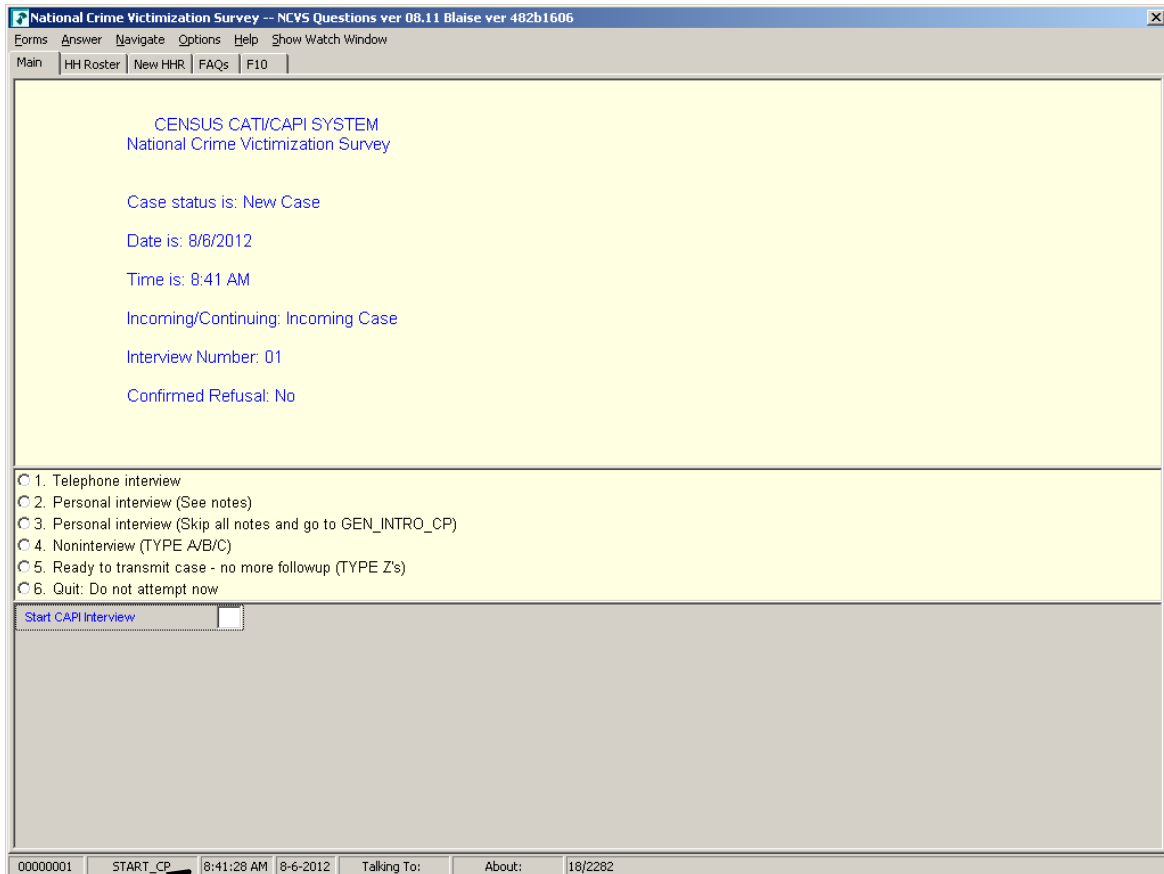 National Crime Victimization Survey -- NCVS Questions ver 08.11 Blaise ver 482b1606
Forms Answer Navigate Options Help Show Watch Window
Main HH Roster New HHR FAQs F10
CENSUS CATI/CAPI SYSTEM
National Crime Victimization Survey
Case status is: New Case
Date is: 8/6/2012
Time is: 8:41 AM
Incoming/Continuing: Incoming Case
Interview Number: 01
Confirmed Refusal: No
1. Telephone interview
2. Personal interview (See notes)
3. Personal interview (Skip all notes and go to GEN_INTRO_CP)
4. Noninterview (TYPE A/B/C)
5. Ready to transmit case - no more followup (TYPE Z's)
6. Quit: Do not attempt now
Start CAPI Interview
00000001 START_CP 8:41:28 AM 8-6-2012 Talking To: About: 18/2282